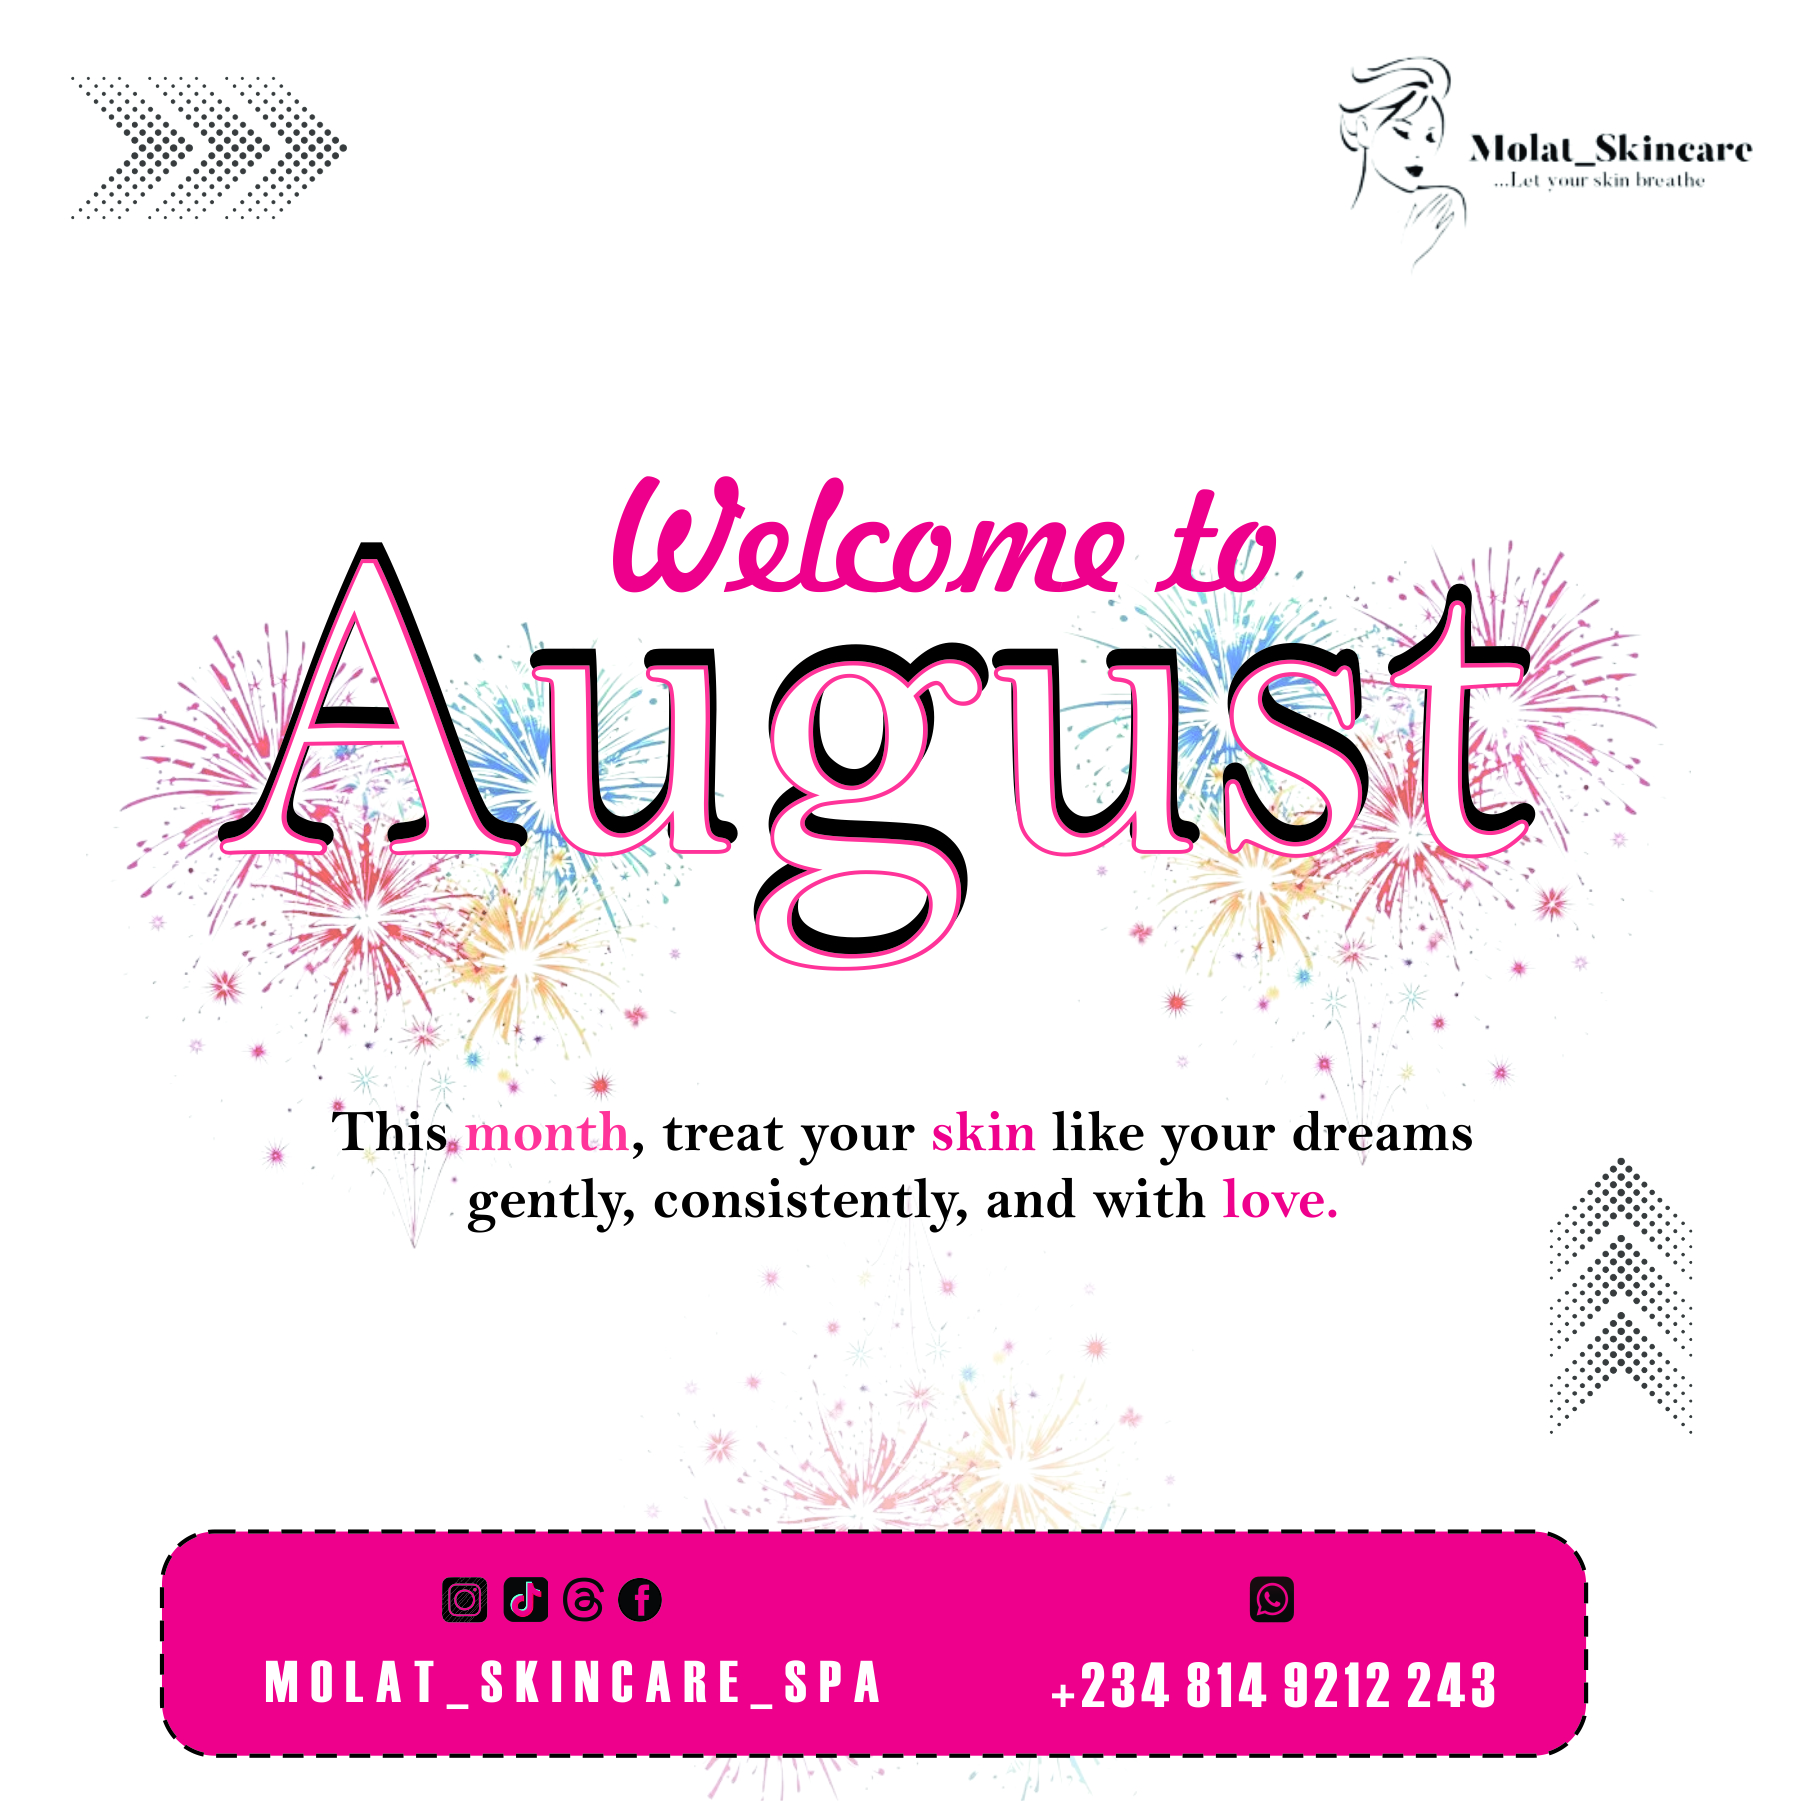 Molat_Skincare
...Let your skin breathe
Welcome to
August
This month, treat your skin like your dreams
gently, consistently, and with love.
MOLAT_SKINCARE_SPA
+234 814 9212 243